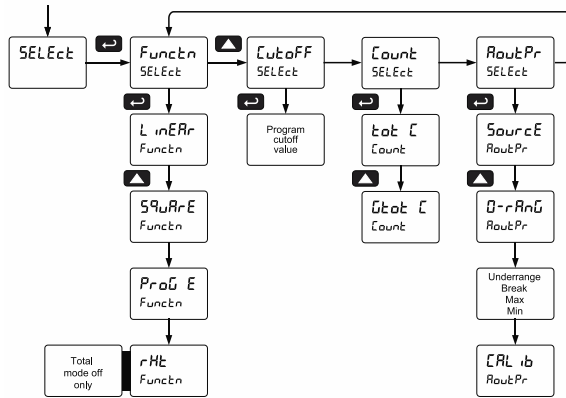 SELEct
Functn
SELEct
CutoFF
SELEct
Count
SELEct
AoutPr
SELEct
LinEAr
Functn
Program
cutoff
value
tot C
Count
SourcE
AoutPr
SquArE
Functn
Gtot C
Count
O-rAnG
AoutPr
ProG E
Functn
Underrange
Break
Max
Min
Total
mode off
only
rHt
Functn
CALib
AoutPr